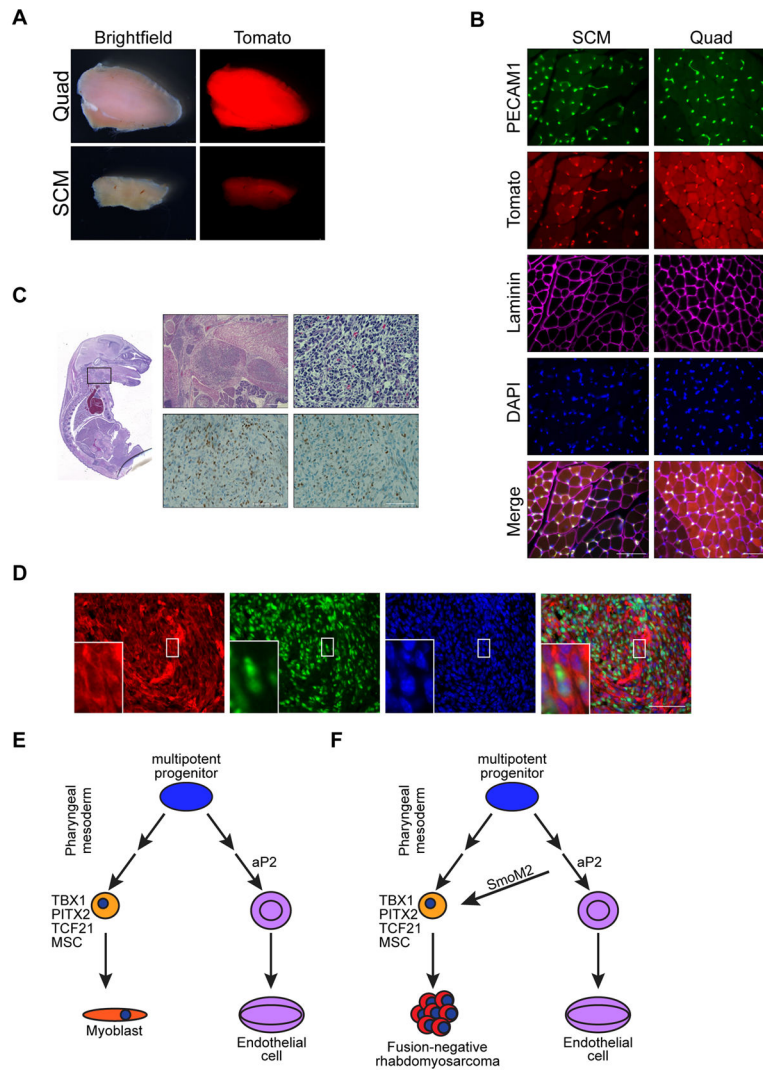 A
Brightfield
Tomato
Quad
SCM
B
SCM
Quad
PECAM1
Tomato
Laminin
DAPI
Merge
C
D
E
multipotent
progenitor
Pharyngeal
mesoderm
aP2
TBX1
PITX2
TCF21
MSC
Myoblast
Endothelial
cell
F
multipotent
progenitor
Pharyngeal
mesoderm
aP2
SmoM2
TBX1
PITX2
TCF21
MSC
Fusion-negative
rhabdomyosarcoma
Endothelial
cell